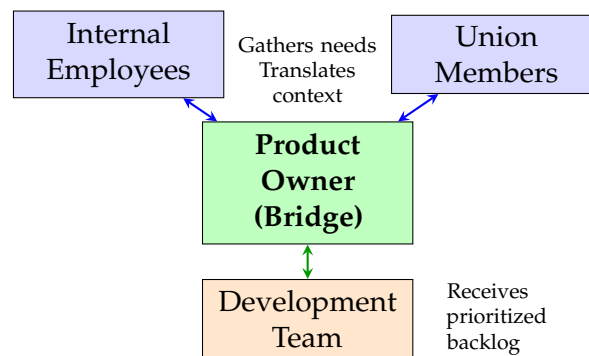 Internal
Employees
Gathers needs
Translates
context
Union
Members
Product
Owner
(Bridge)
Development
Team
Receives
prioritized
backlog